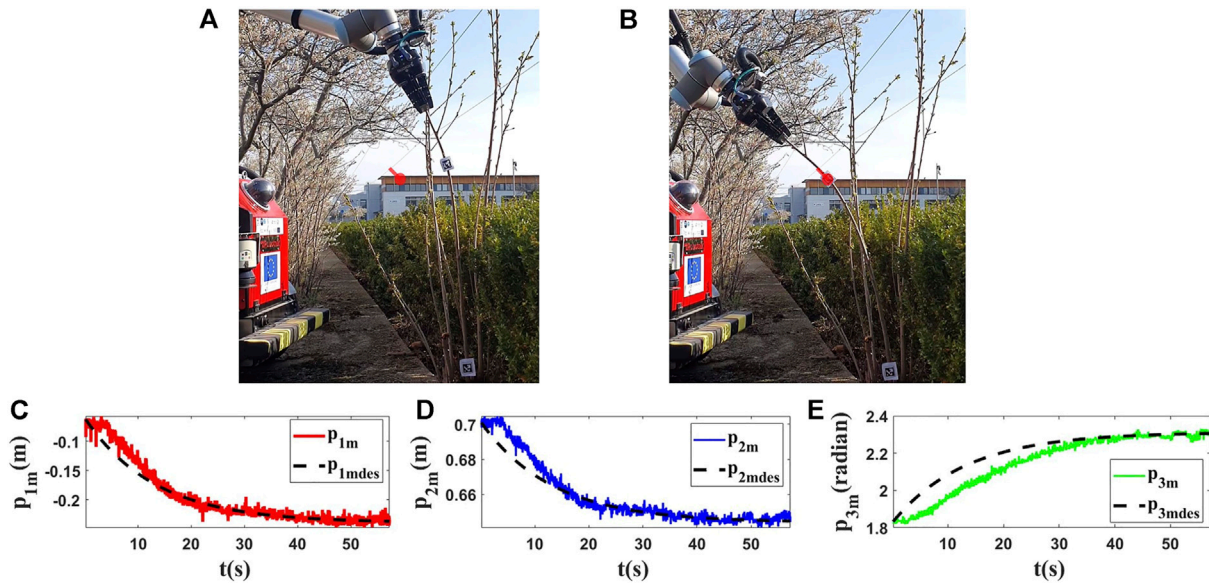 A
B
C
p1m(m)
-0.1
-0.15
-0.2
p1m
p1mdes
10 20 30 40 50
t(s)
D
p2m (m)
0.7
0.68
0.66
p2m
p2mdes
10 20 30 40 50
t(s)
E
p3m (radian)
2.4
2.2
2
1.8
p3m
p3mdes
10 20 30 40 50
t(s)